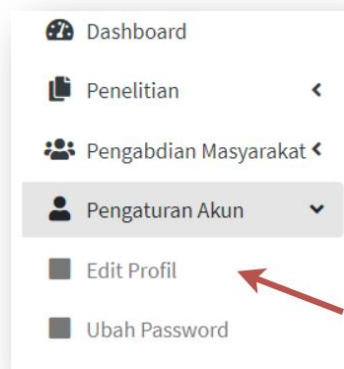 Dashboard
Penelitian
Pengabdian Masyarakat
Pengaturan Akun
Edit Profil
Ubah Password